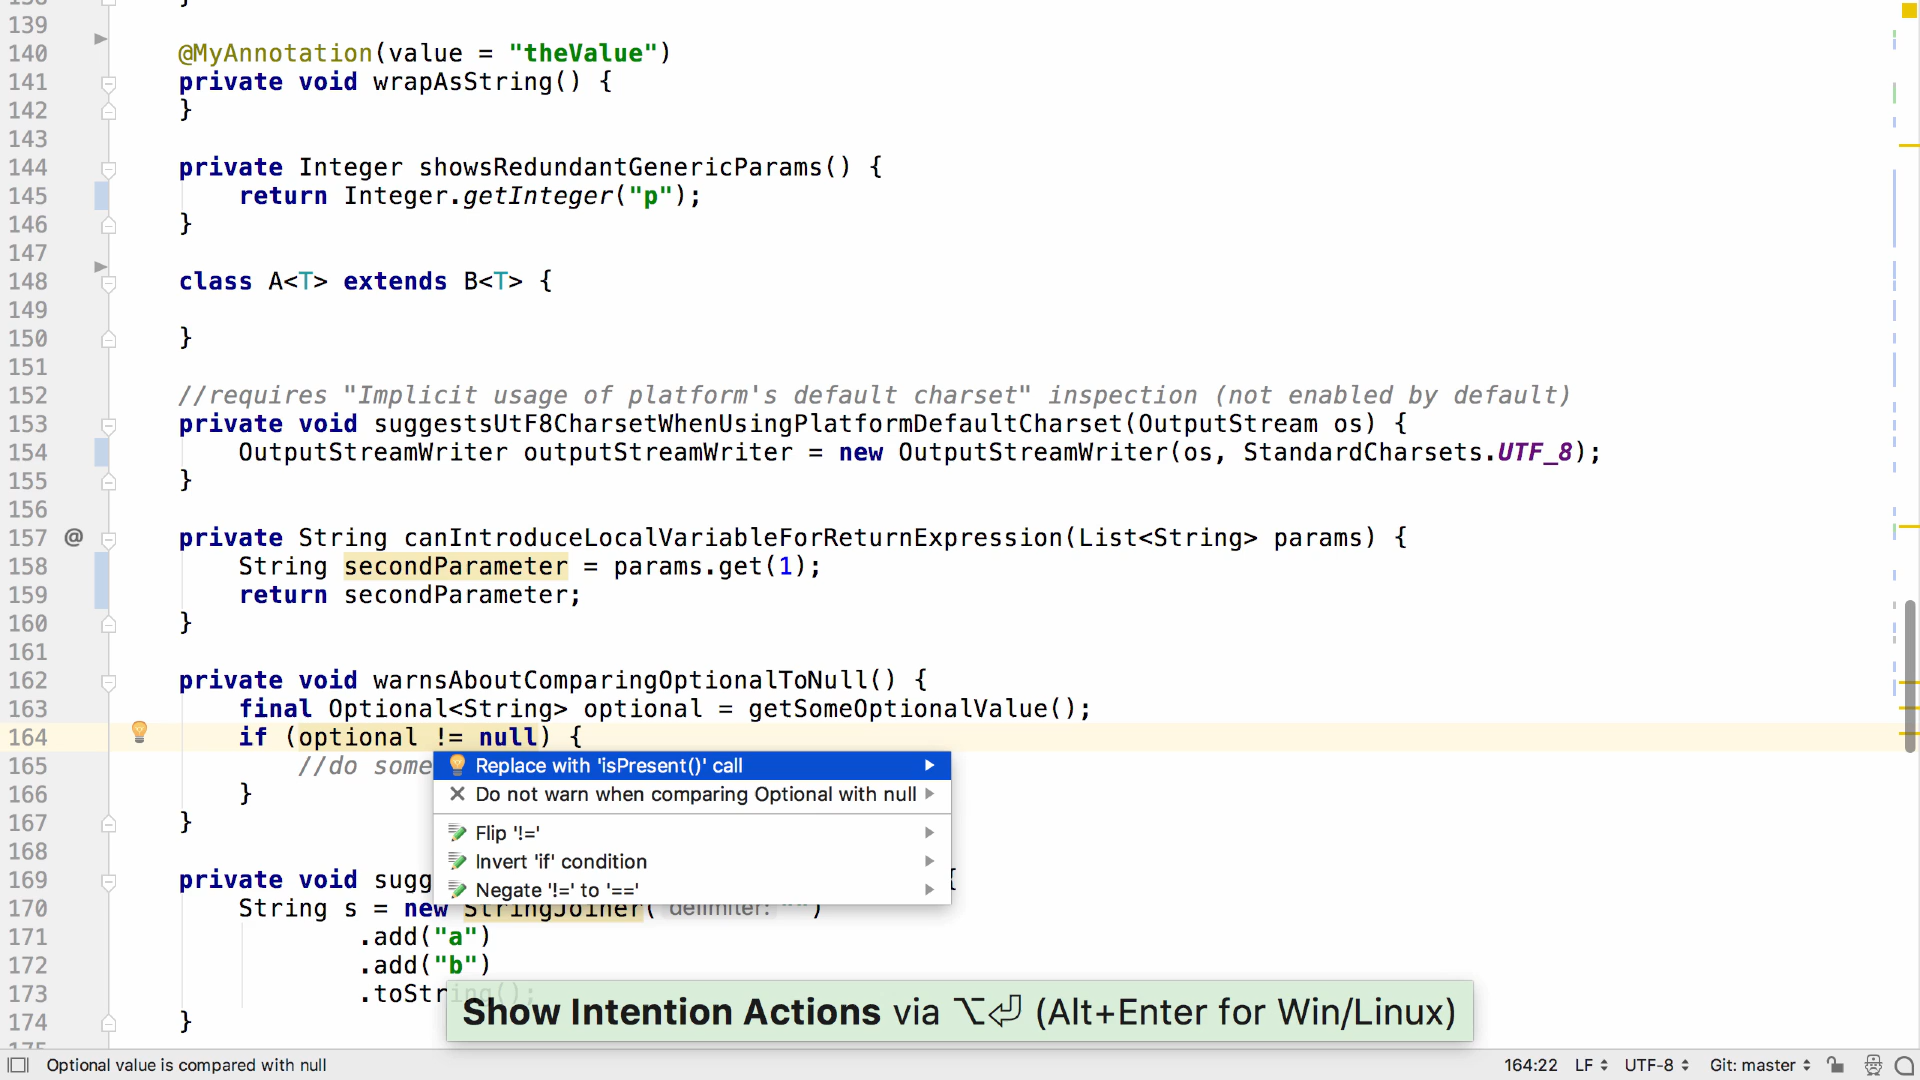 139
140 @MyAnnotation(value = "theValue")
141 private void wrapAsString() {
142 }
143
144 private Integer showsRedundantGenericParams() {
145 return Integer.getInteger("p");
146 }
147
148 class A<T> extends B<T> {
149
150 }
151
152 //requires "Implicit usage of platform's default charset" inspection (not enabled by default)
153 private void suggestsUtF8CharsetWhenUsingPlatformDefaultCharset(OutputStream os) {
154 OutputStreamWriter outputStreamWriter = new OutputStreamWriter(os, StandardCharsets.UTF_8);
155 }
156
157 @ private String canIntroduceLocalVariableForReturnExpression(List<String> params) {
158 String secondParameter = params.get(1);
159 return secondParameter;
160 }
161
162 private void warnsAboutComparingOptionalToNull() {
163 final Optional<String> optional = getSomeOptionalValue();
164 if (optional != null) {
165 //do some
Replace with 'isPresent()' call
166 }
Do not warn when comparing Optional with null
167 }
Flip '!='
168
Invert 'if' condition
169 private void sugg {
Negate '!=' to '=='
170 String s = new StringJoiner( delimiter: "")
171 .add("a")
172 .add("b")
173 .toString();
Show Intention Actions via ⌥⏎ (Alt+Enter for Win/Linux)
174 }
175
Optional value is compared with null 164:22 LF UTF-8 Git: master